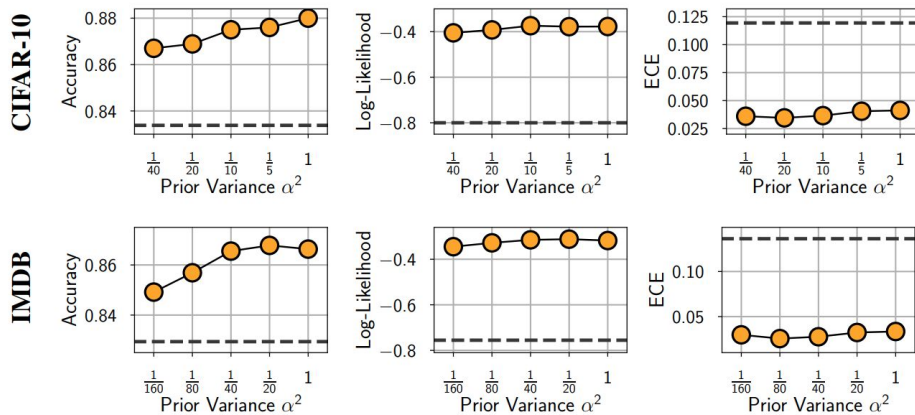 CIFAR-10
Accuracy
0.88
0.86
0.84
1/40 1/20 1/10 1/5 1
Prior Variance α²
Log-Likelihood
−0.4
−0.6
−0.8
1/40 1/20 1/10 1/5 1
Prior Variance α²
ECE
0.125
0.100
0.075
0.050
0.025
1/40 1/20 1/10 1/5 1
Prior Variance α²
IMDB
Accuracy
0.86
0.84
1/160 1/80 1/40 1/20 1
Prior Variance α²
Log-Likelihood
−0.4
−0.6
−0.8
1/160 1/80 1/40 1/20 1
Prior Variance α²
ECE
0.10
0.05
1/160 1/80 1/40 1/20 1
Prior Variance α²